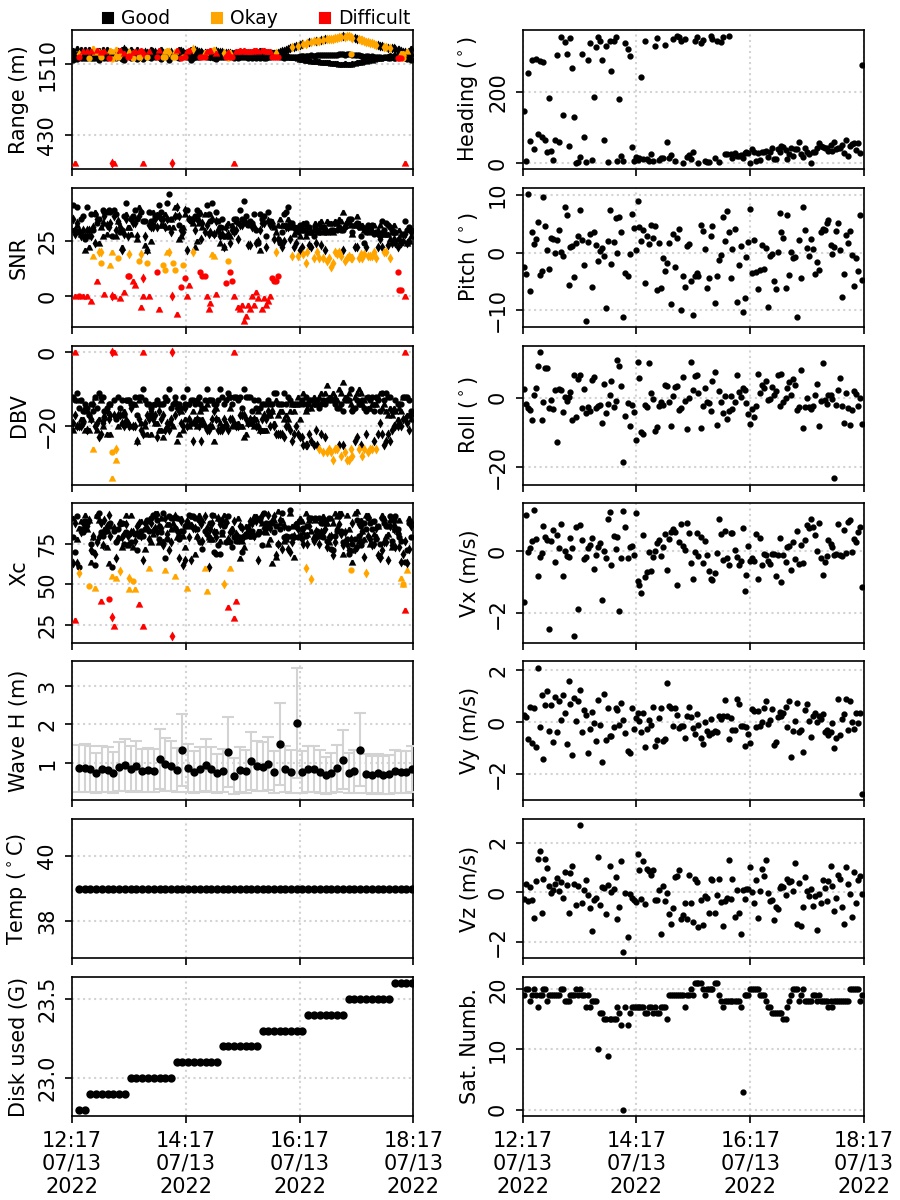 Good Okay Difficult
Range (m)
1510
430
Heading (°)
200
0
SNR
25
0
Pitch (°)
10
0
−10
DBV
0
−20
Roll (°)
0
−20
Xc
75
50
25
Vx (m/s)
0
−2
Wave H (m)
3
2
1
Vy (m/s)
2
0
−2
Temp (°C)
40
38
Vz (m/s)
2
0
−2
Disk used (G)
23.5
23.0
Sat. Numb.
20
10
0
12:17 14:17 16:17 18:17
07/13 07/13 07/13 07/13
2022 2022 2022 2022
12:17 14:17 16:17 18:17
07/13 07/13 07/13 07/13
2022 2022 2022 2022